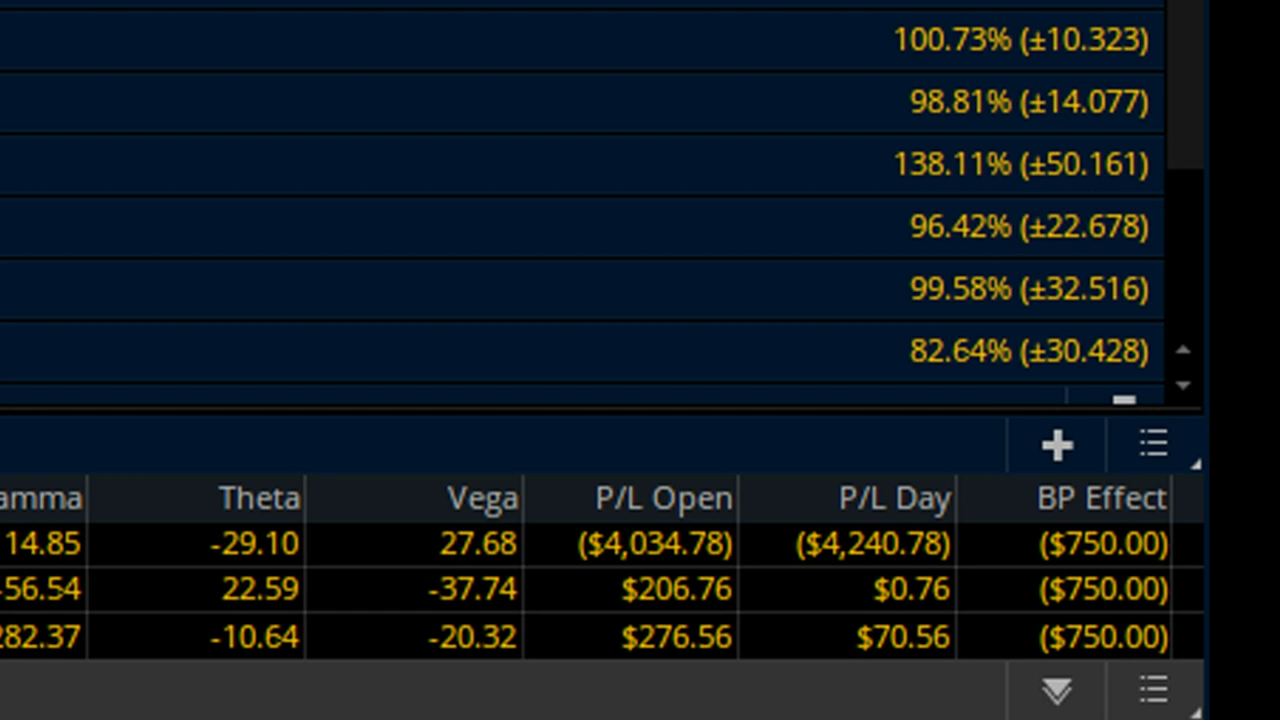 100.73% (±10.323)
98.81% (±14.077)
138.11% (±50.161)
96.42% (±22.678)
99.58% (±32.516)
82.64% (±30.428)
amma Theta Vega P/L Open P/L Day BP Effect
14.85 -29.10 27.68 ($4,034.78) ($4,240.78) ($750.00)
-56.54 22.59 -37.74 $206.76 $0.76 ($750.00)
282.37 -10.64 -20.32 $276.56 $70.56 ($750.00)